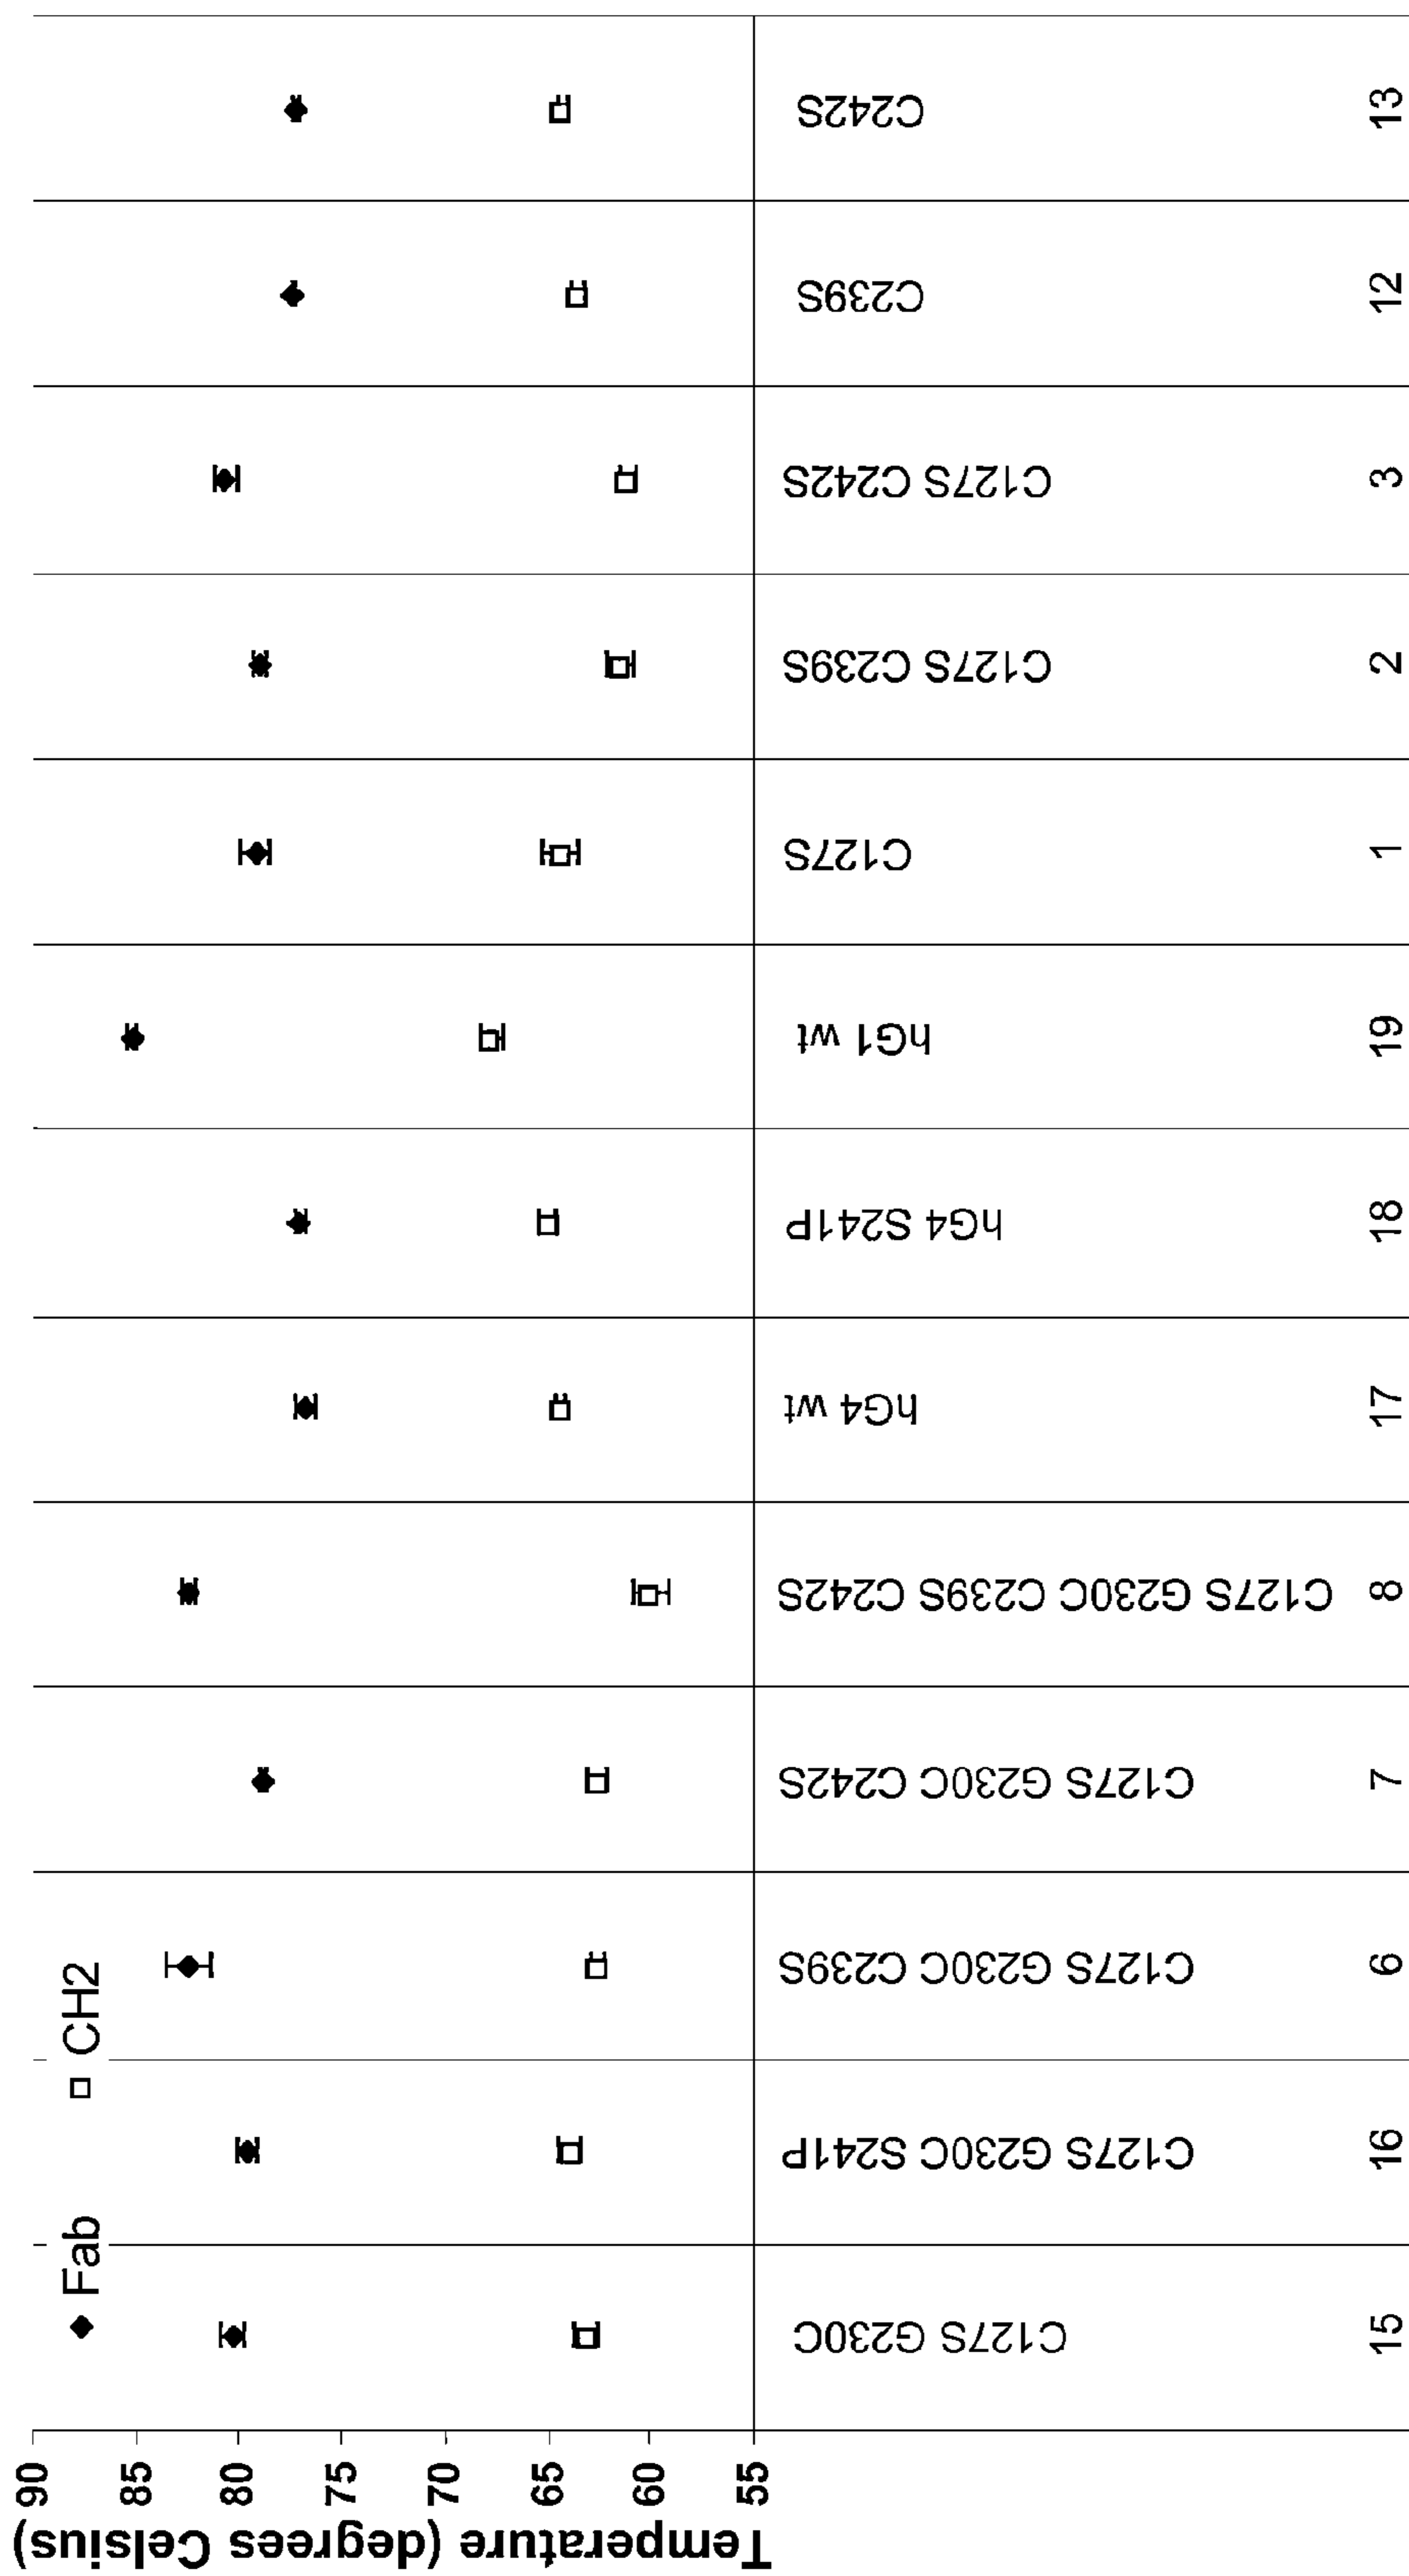 Temperature (degrees Celsius)
90
85
80
75
70
65
60
55
Fab
CH2
C127S G230C
C127S G230C S241P
C127S G230C C239S
C127S G230C C242S
C127S G230C C239S C242S
hG4 wt
hG4 S241P
hG1 wt
C127S
C127S C239S
C127S C242S
C239S
C242S
15
16
6
7
8
17
18
19
1
2
3
12
13